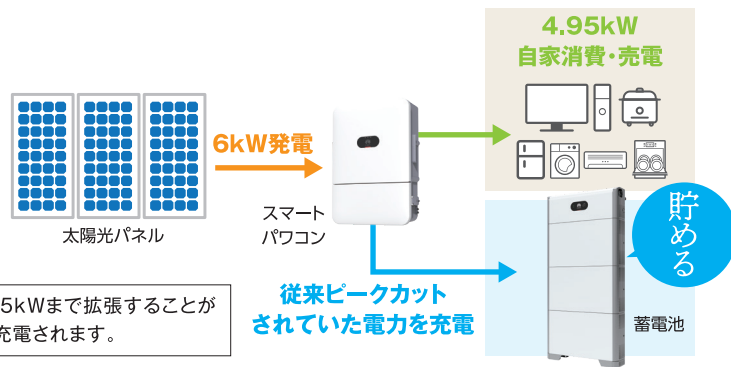 4.95kW
自家消費・売電
6kW発電
太陽光パネル
スマート
パワコン
貯める
従来ピークカット
されていた電力を充電
蓄電池
5kWまで拡張することが
充電されます。